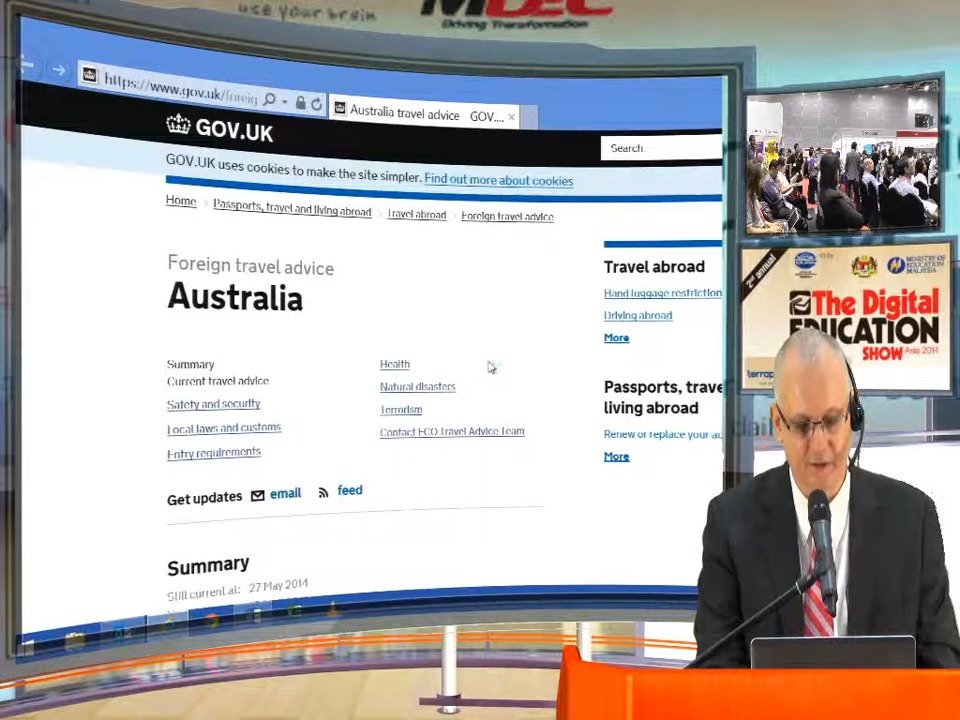 use your brain
MDEC
Driving Transformation
https://www.gov.uk/foreig
Australia travel advice GOV....
GOV.UK
Search
GOV.UK uses cookies to make the site simpler. Find out more about cookies
Home
Passports, travel and living abroad
Travel abroad
Foreign travel advice
Foreign travel advice
Australia
Summary
Current travel advice
Safety and security
Local laws and customs
Entry requirements
Health
Natural disasters
Terrorism
Contact FCO Travel Advice Team
Get updates email feed
Summary
Still current at: 27 May 2014
Travel abroad
Hand luggage restriction
Driving abroad
More
Passports, trave
living abroad
Renew or replace your
More
2nd annual
MINISTRY OF
EDUCATION
MALAYSIA
The Digital
EDUCATION
SHOW Asia 2014
terrap